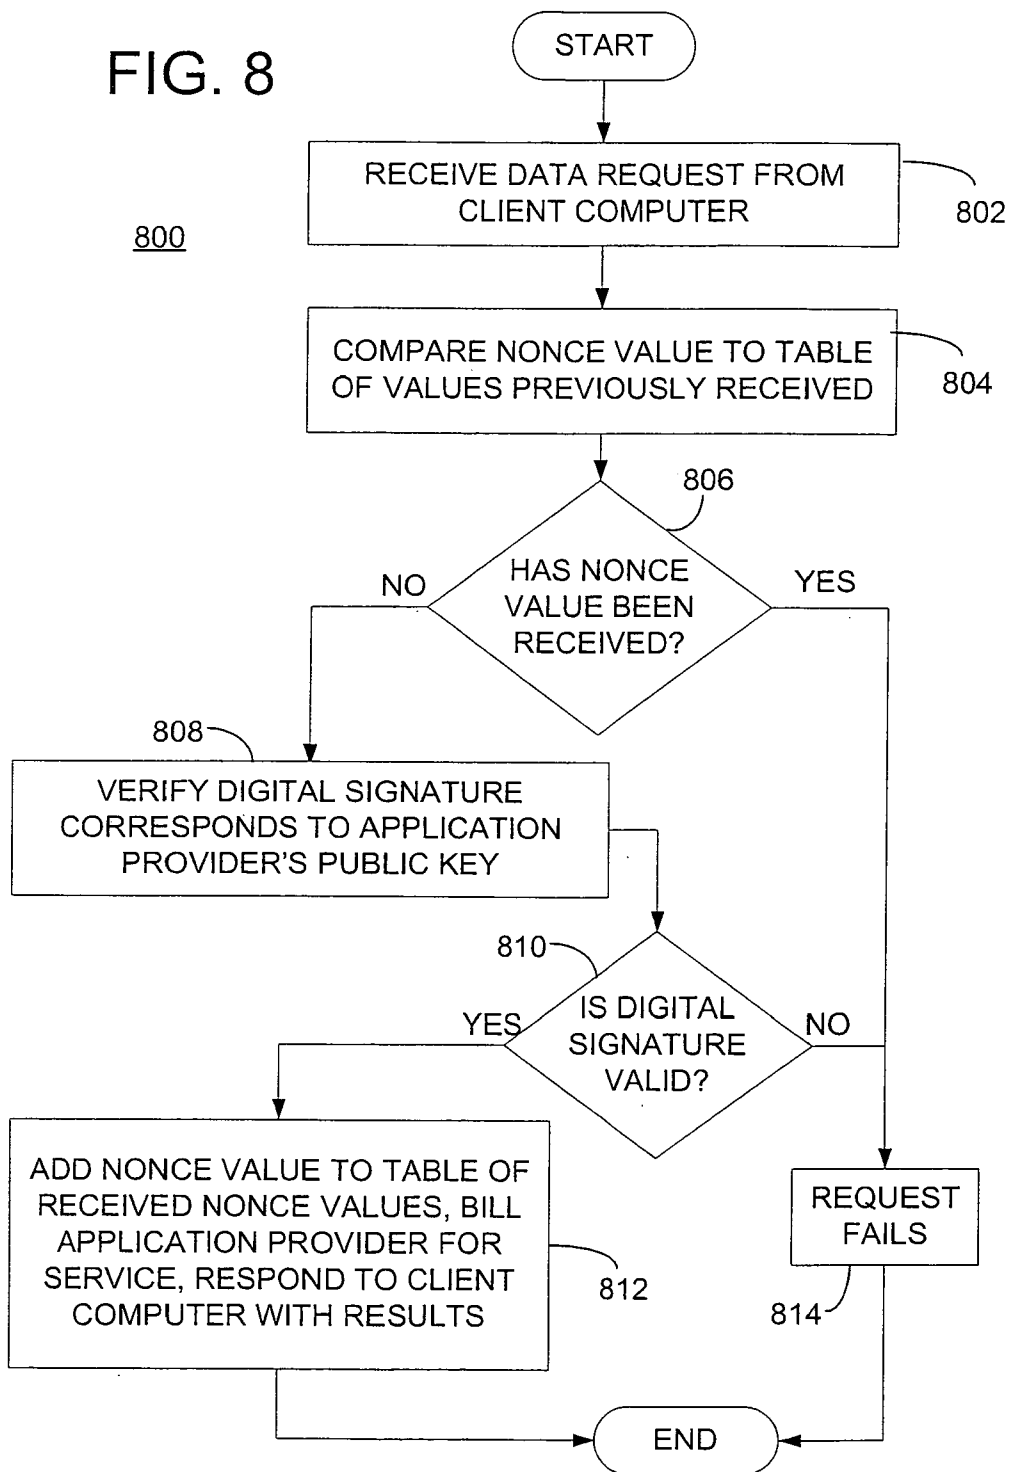 FIG. 8
START
RECEIVE DATA REQUEST FROM
CLIENT COMPUTER
802
800
COMPARE NONCE VALUE TO TABLE
OF VALUES PREVIOUSLY RECEIVED
804
806
HAS NONCE
VALUE BEEN
RECEIVED?
NO
YES
808
VERIFY DIGITAL SIGNATURE
CORRESPONDS TO APPLICATION
PROVIDER'S PUBLIC KEY
810
IS DIGITAL
SIGNATURE
VALID?
YES
NO
ADD NONCE VALUE TO TABLE OF
RECEIVED NONCE VALUES, BILL
APPLICATION PROVIDER FOR
SERVICE, RESPOND TO CLIENT
COMPUTER WITH RESULTS
812
REQUEST
FAILS
814
END